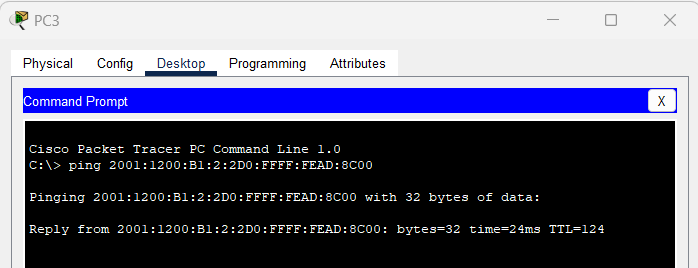 PC3
Physical Config Desktop Programming Attributes
Command Prompt X
Cisco Packet Tracer PC Command Line 1.0
C:\> ping 2001:1200:B1:2:2D0:FFFF:FEAD:8C00
Pinging 2001:1200:B1:2:2D0:FFFF:FEAD:8C00 with 32 bytes of data:
Reply from 2001:1200:B1:2:2D0:FFFF:FEAD:8C00: bytes=32 time=24ms TTL=124